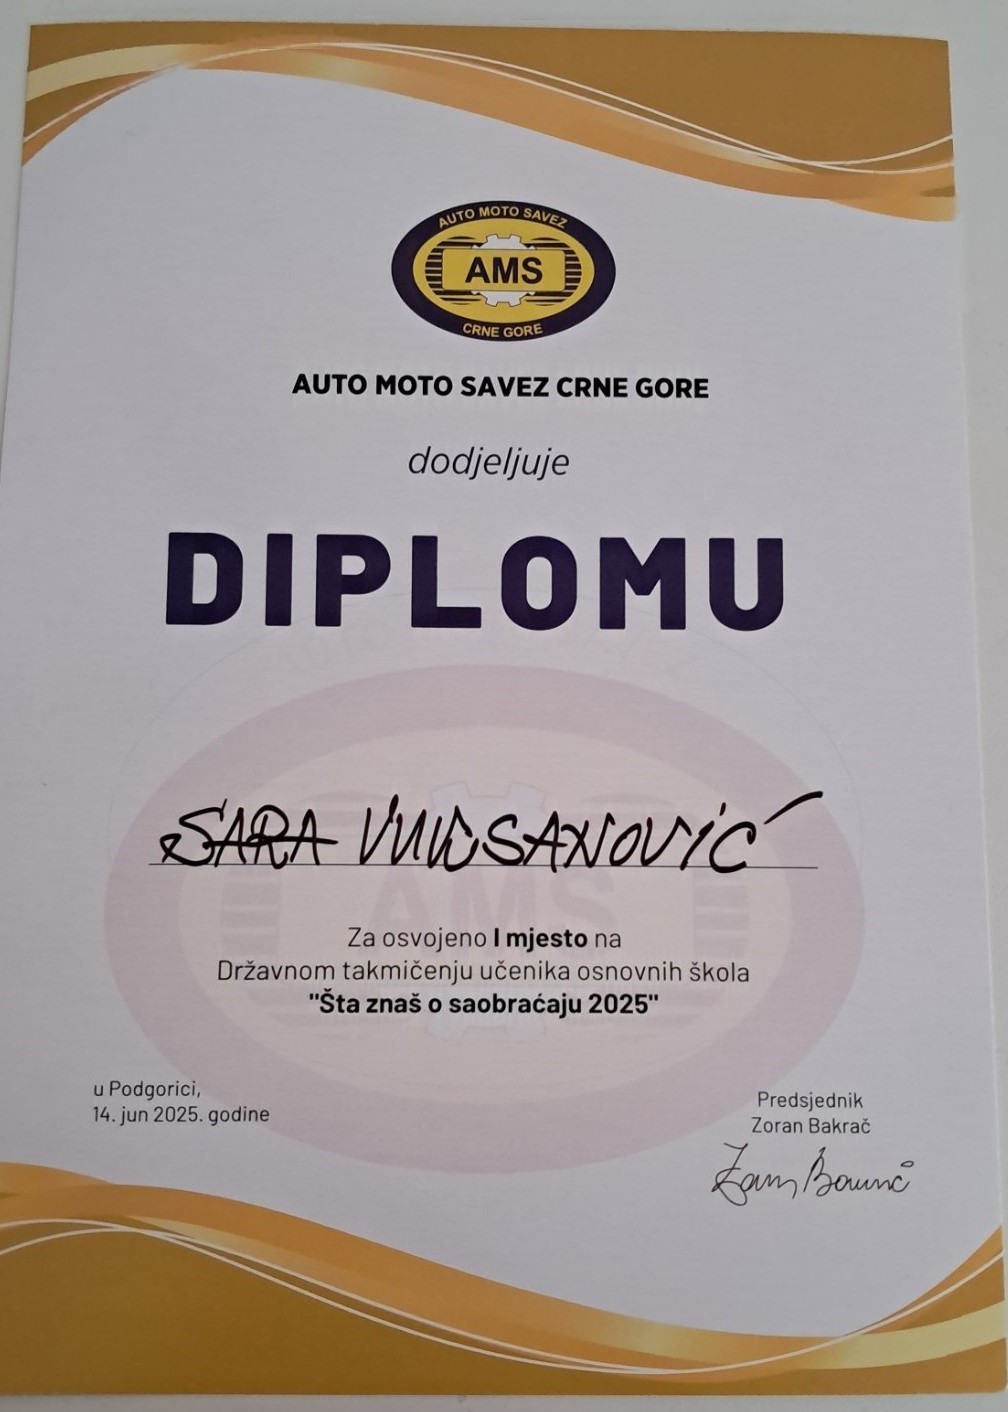 AUTO MOTO SAVEZ
AMS
CRNE GORE
AUTO MOTO SAVEZ CRNE GORE
dodjeljuje
DIPLOMU
SARA VUKSANOVIĆ
AMS
Za osvojeno I mjesto na
Državnom takmičenju učenika osnovnih škola
"Šta znaš o saobraćaju 2025"
u Podgorici,
14. jun 2025. godine
Predsjednik
Zoran Bakrač